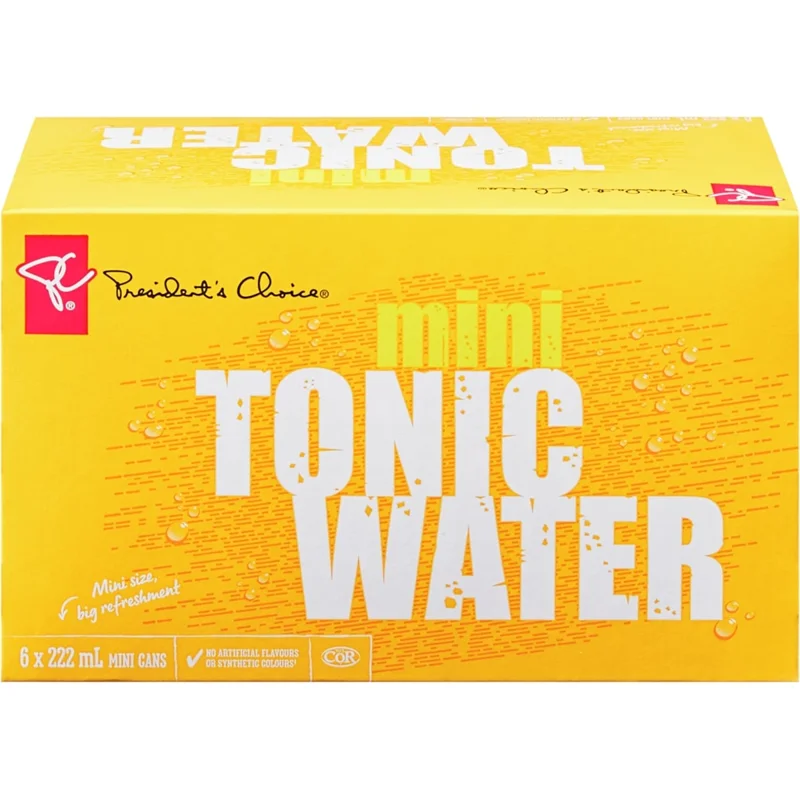 TONIC
WATER
mini
President's Choice®
PC®
President's Choice®
mini
TONIC
WATER
Mini size,
big refreshment
6 x 222 mL MINI CANS
✓ NO ARTIFICIAL FLAVOURS
OR SYNTHETIC COLOURS¹
COR